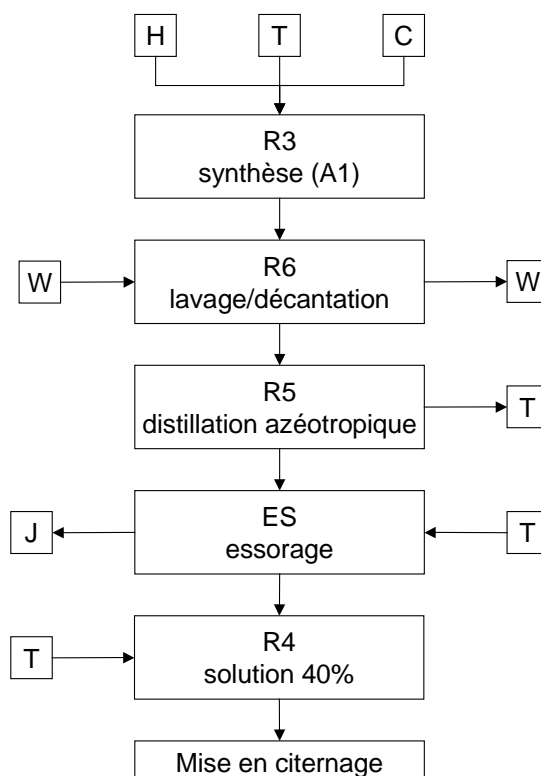 H T C
R3
synthèse (A1)
W
R6
lavage/décantation
W
R5
distillation azéotropique
T
J
ES
essorage
T
T
R4
solution 40%
Mise en citernage